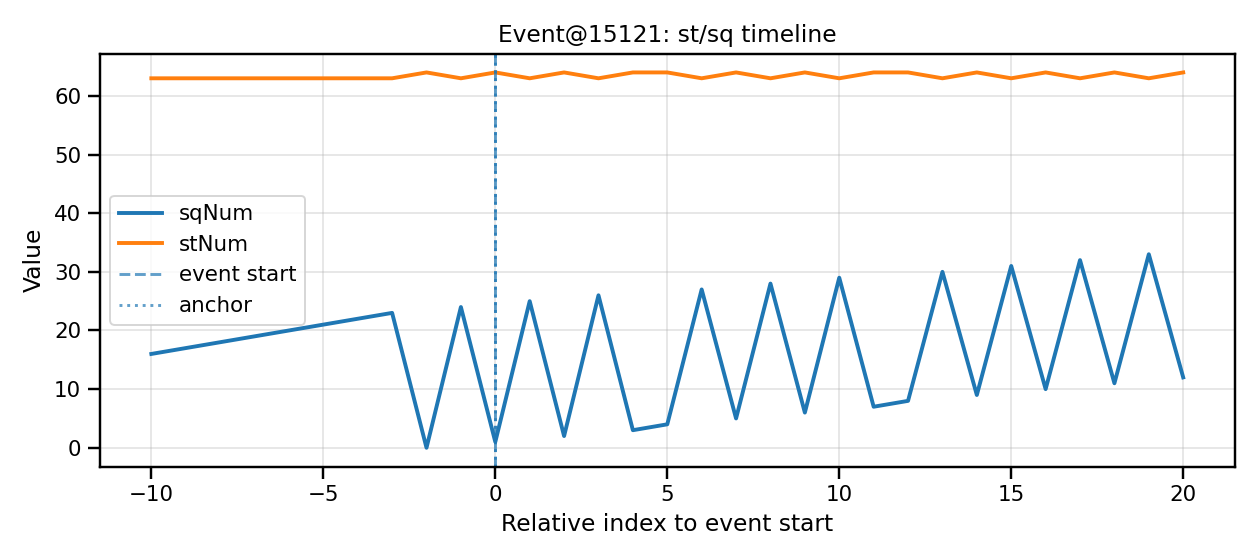 Event@15121: st/sq timeline
Value
60
50
40
30
20
10
0
sqNum
stNum
event start
anchor
−10
−5
0
5
10
15
20
Relative index to event start